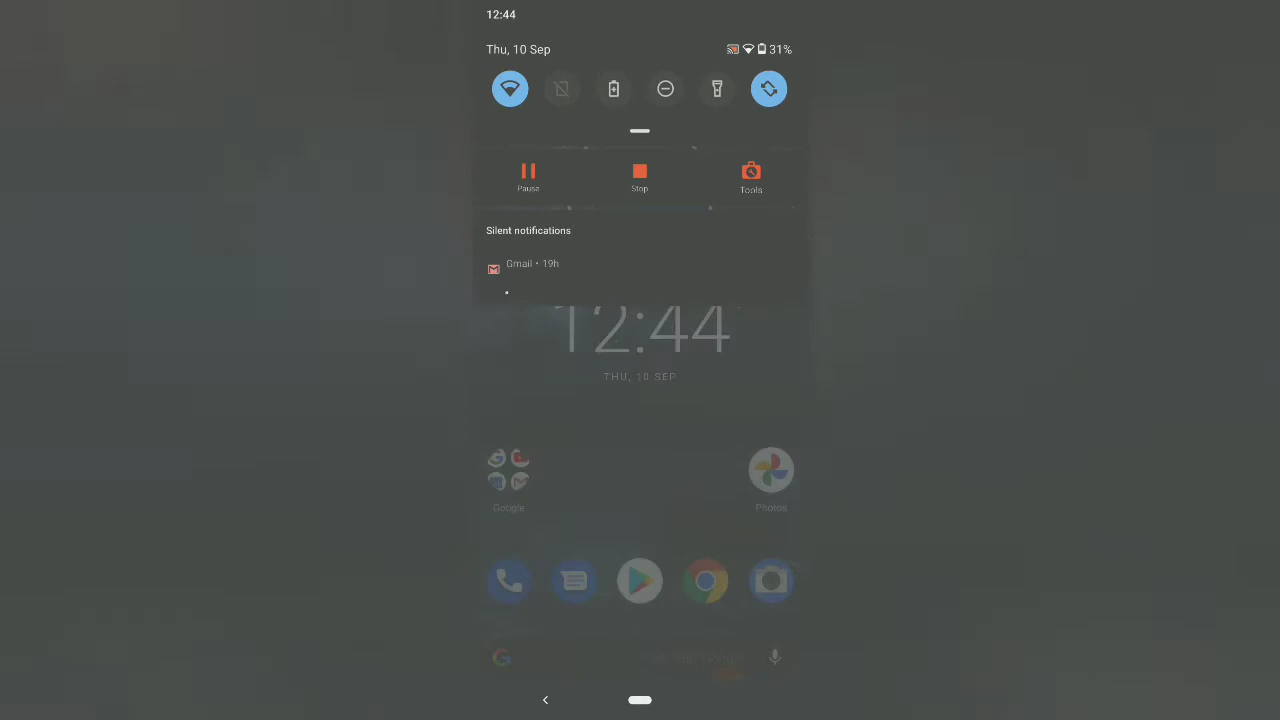 12:44
Thu, 10 Sep
31%
Pause
Stop
Tools
Silent notifications
Gmail • 19h
12:44
THU, 10 SEP
Google
Photos